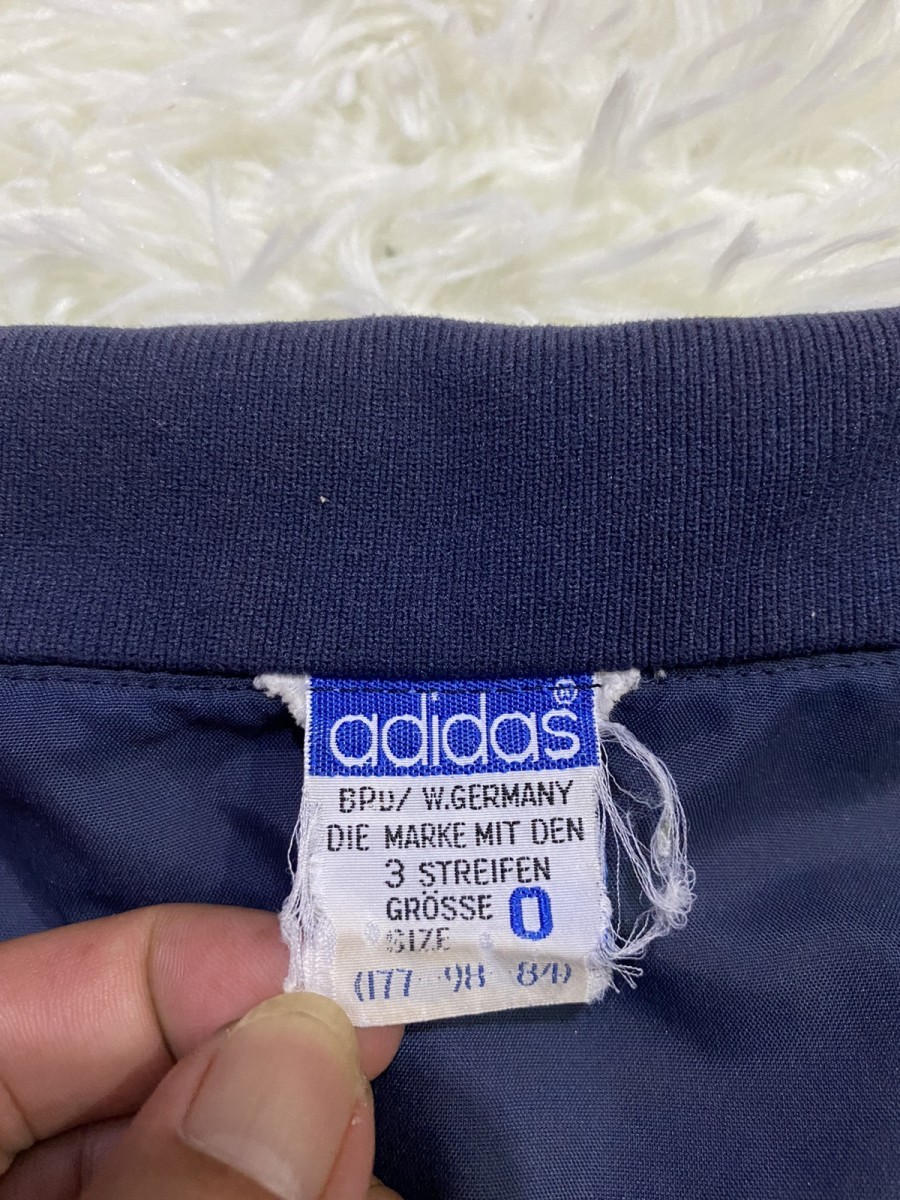 adidas®
BPD/ W.GERMANY
DIE MARKE MIT DEN
3 STREIFEN
GRÖSSE 0
SIZE
(177 98 84)